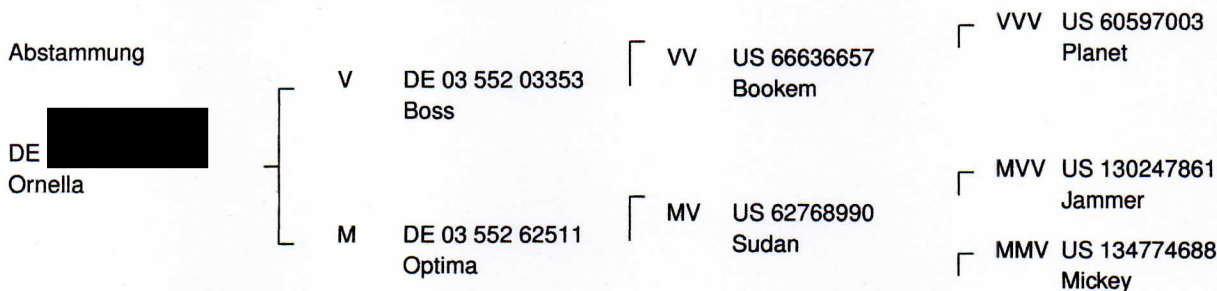 Abstammung
DE
Ornella
V DE 03 552 03353
Boss
M DE 03 552 62511
Optima
VV US 66636657
Bookem
MV US 62768990
Sudan
VVV US 60597003
Planet
MVV US 130247861
Jammer
MMV US 134774688
Mickey